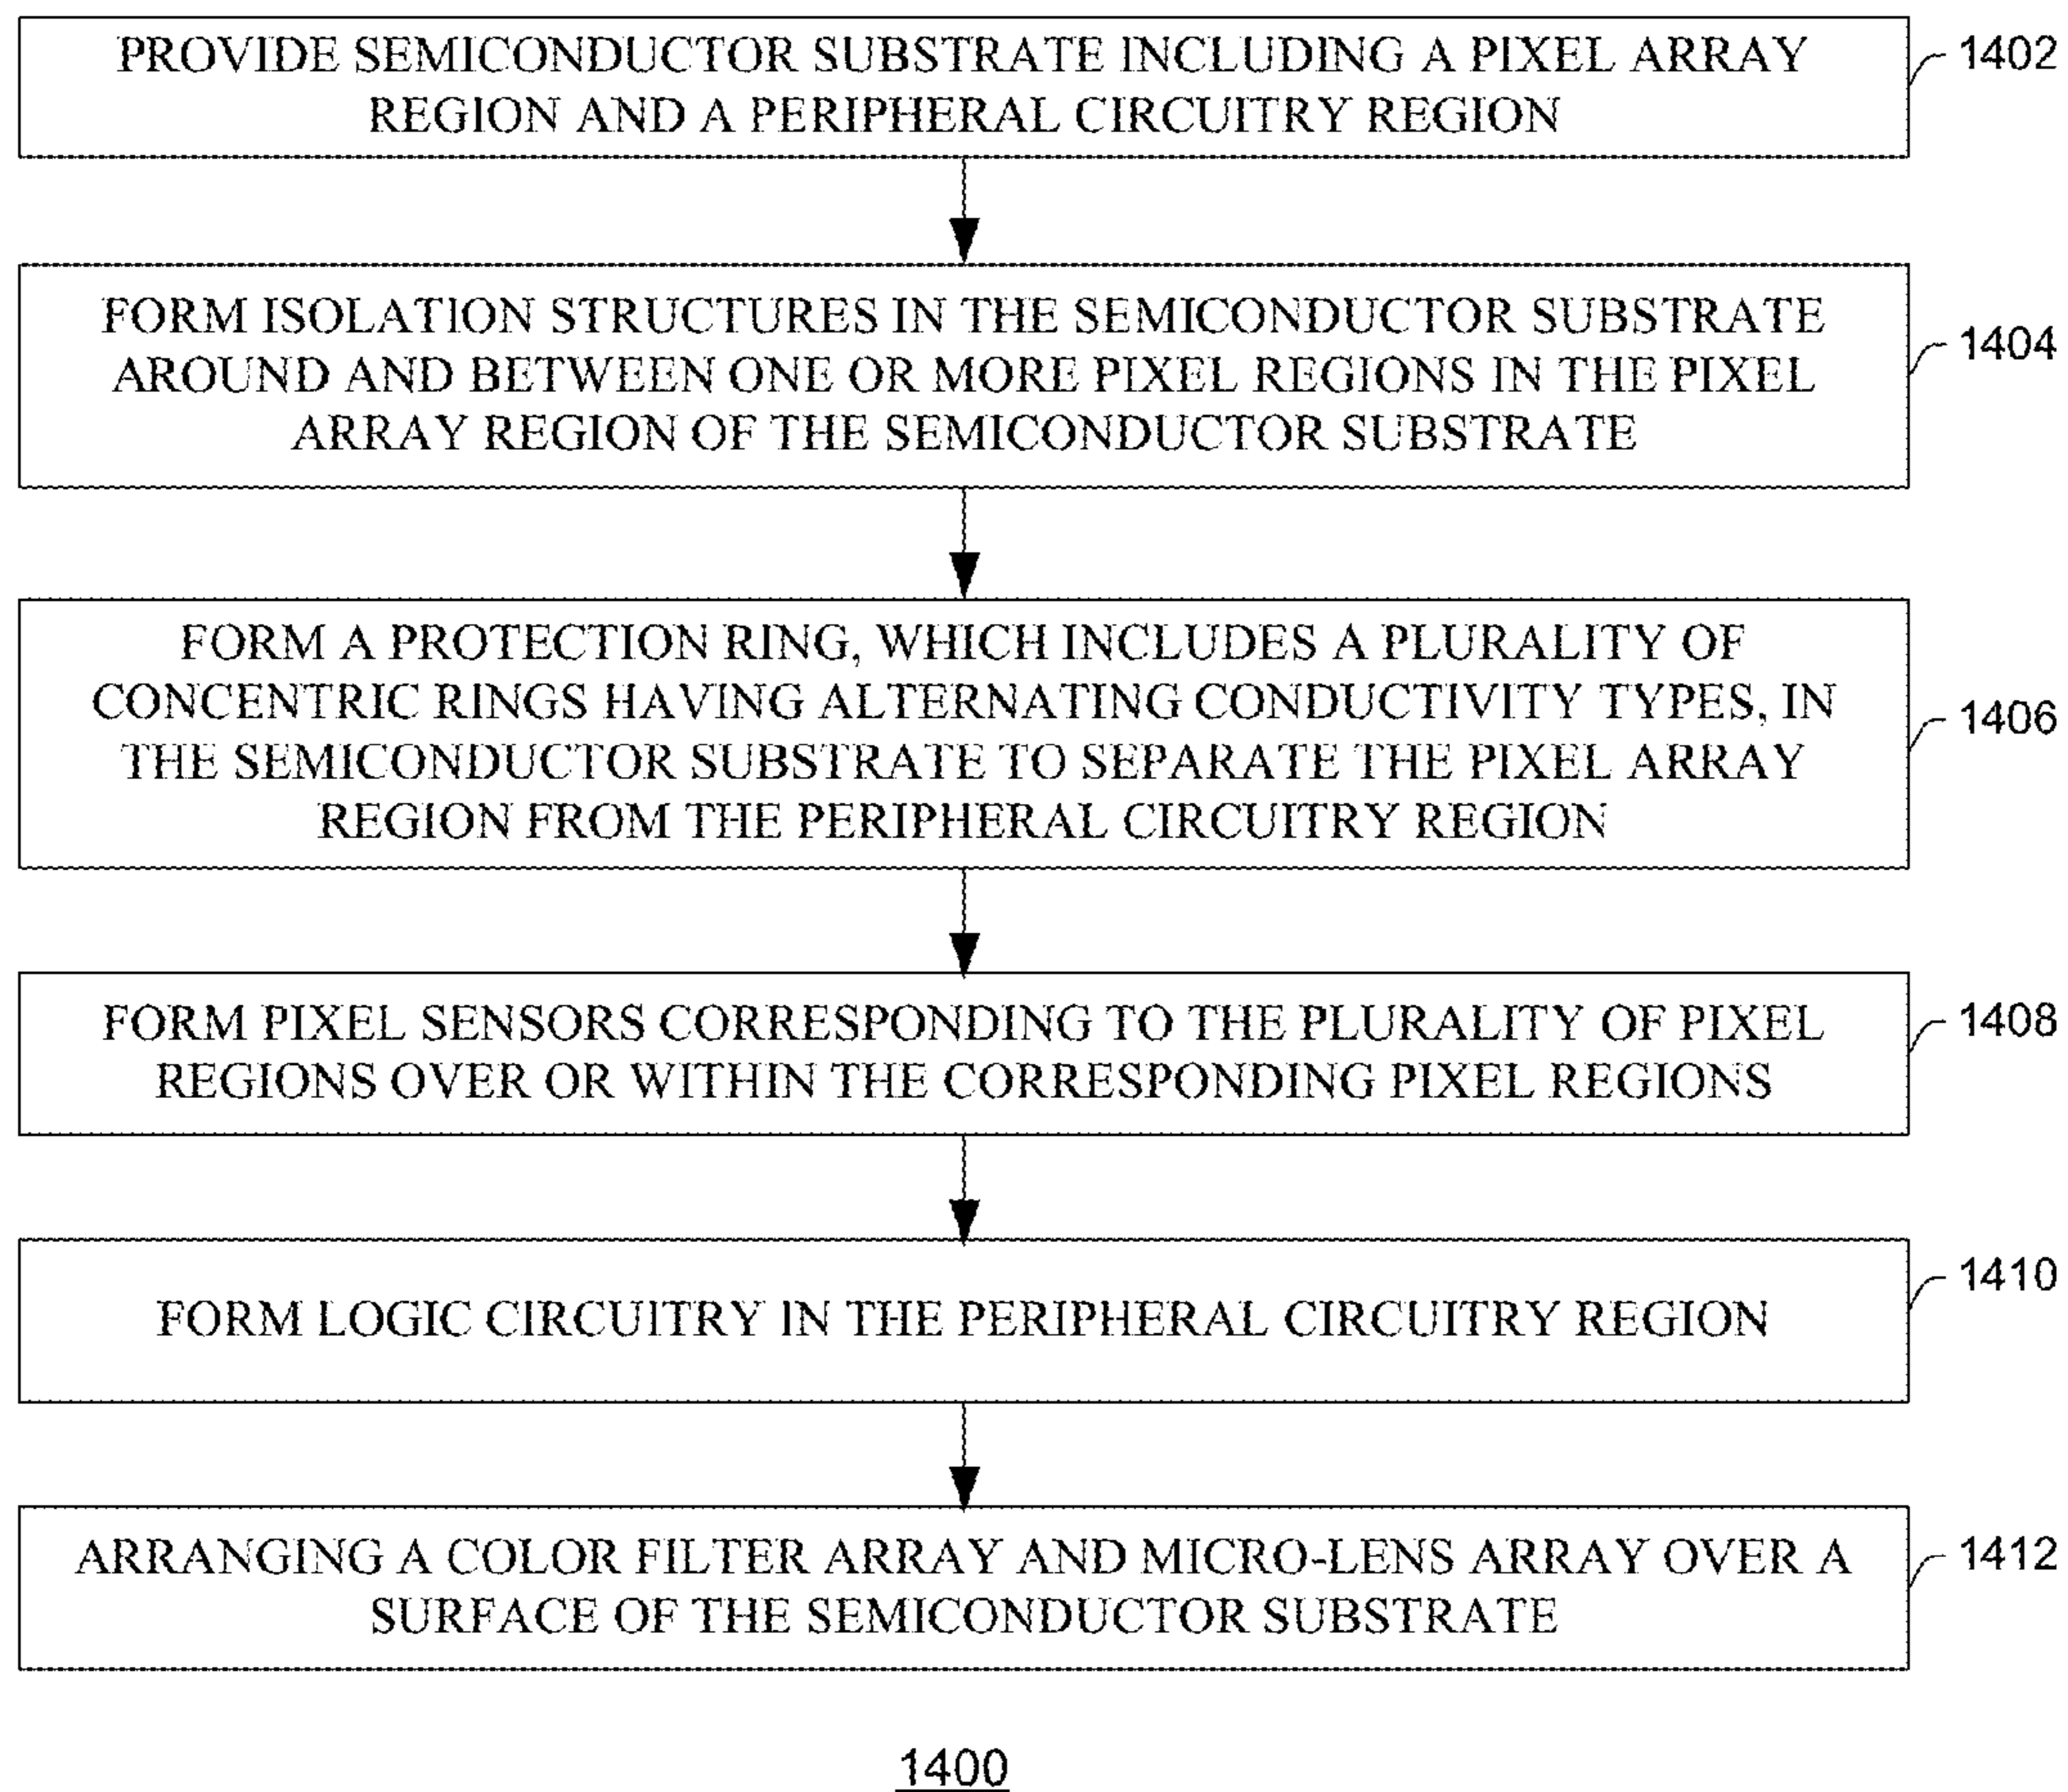 PROVIDE SEMICONDUCTOR SUBSTRATE INCLUDING A PIXEL ARRAY
REGION AND A PERIPHERAL CIRCUITRY REGION
1402
FORM ISOLATION STRUCTURES IN THE SEMICONDUCTOR SUBSTRATE
AROUND AND BETWEEN ONE OR MORE PIXEL REGIONS IN THE PIXEL
ARRAY REGION OF THE SEMICONDUCTOR SUBSTRATE
1404
FORM A PROTECTION RING, WHICH INCLUDES A PLURALITY OF
CONCENTRIC RINGS HAVING ALTERNATING CONDUCTIVITY TYPES, IN
THE SEMICONDUCTOR SUBSTRATE TO SEPARATE THE PIXEL ARRAY
REGION FROM THE PERIPHERAL CIRCUITRY REGION
1406
FORM PIXEL SENSORS CORRESPONDING TO THE PLURALITY OF PIXEL
REGIONS OVER OR WITHIN THE CORRESPONDING PIXEL REGIONS
1408
FORM LOGIC CIRCUITRY IN THE PERIPHERAL CIRCUITRY REGION
1410
ARRANGING A COLOR FILTER ARRAY AND MICRO-LENS ARRAY OVER A
SURFACE OF THE SEMICONDUCTOR SUBSTRATE
1412
1400